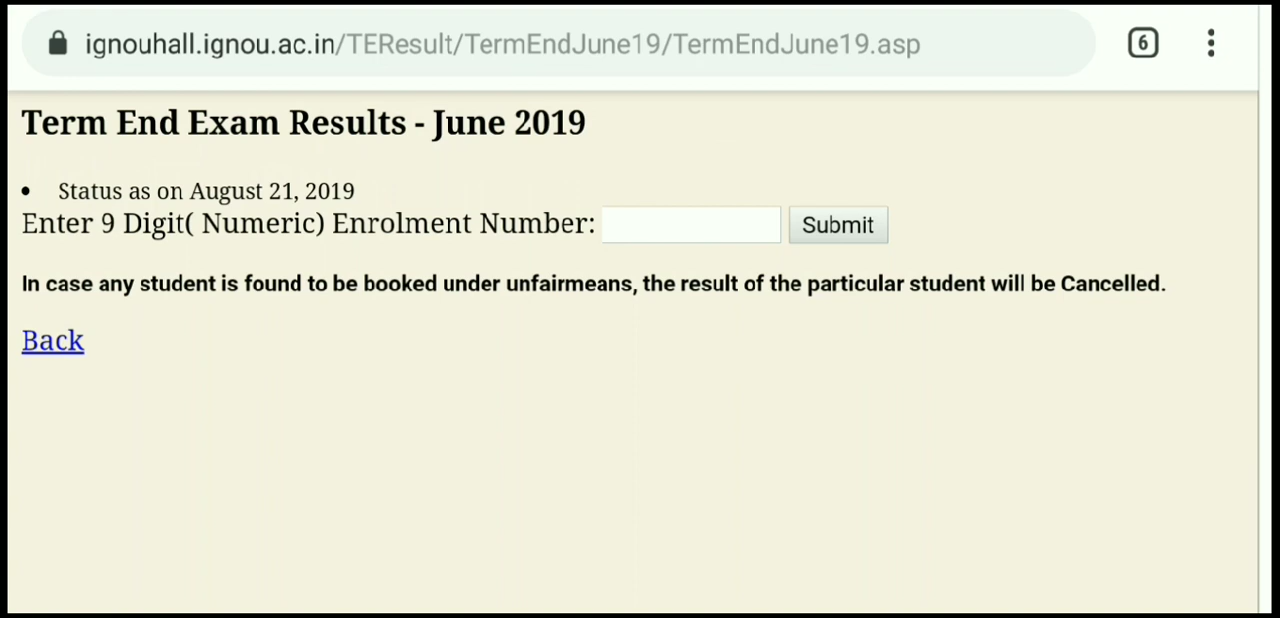 ignouhall.ignou.ac.in/TEResult/TermEndJune19/TermEndJune19.asp 6
Term End Exam Results - June 2019
• Status as on August 21, 2019
Enter 9 Digit( Numeric) Enrolment Number: Submit
In case any student is found to be booked under unfairmeans, the result of the particular student will be Cancelled.
Back